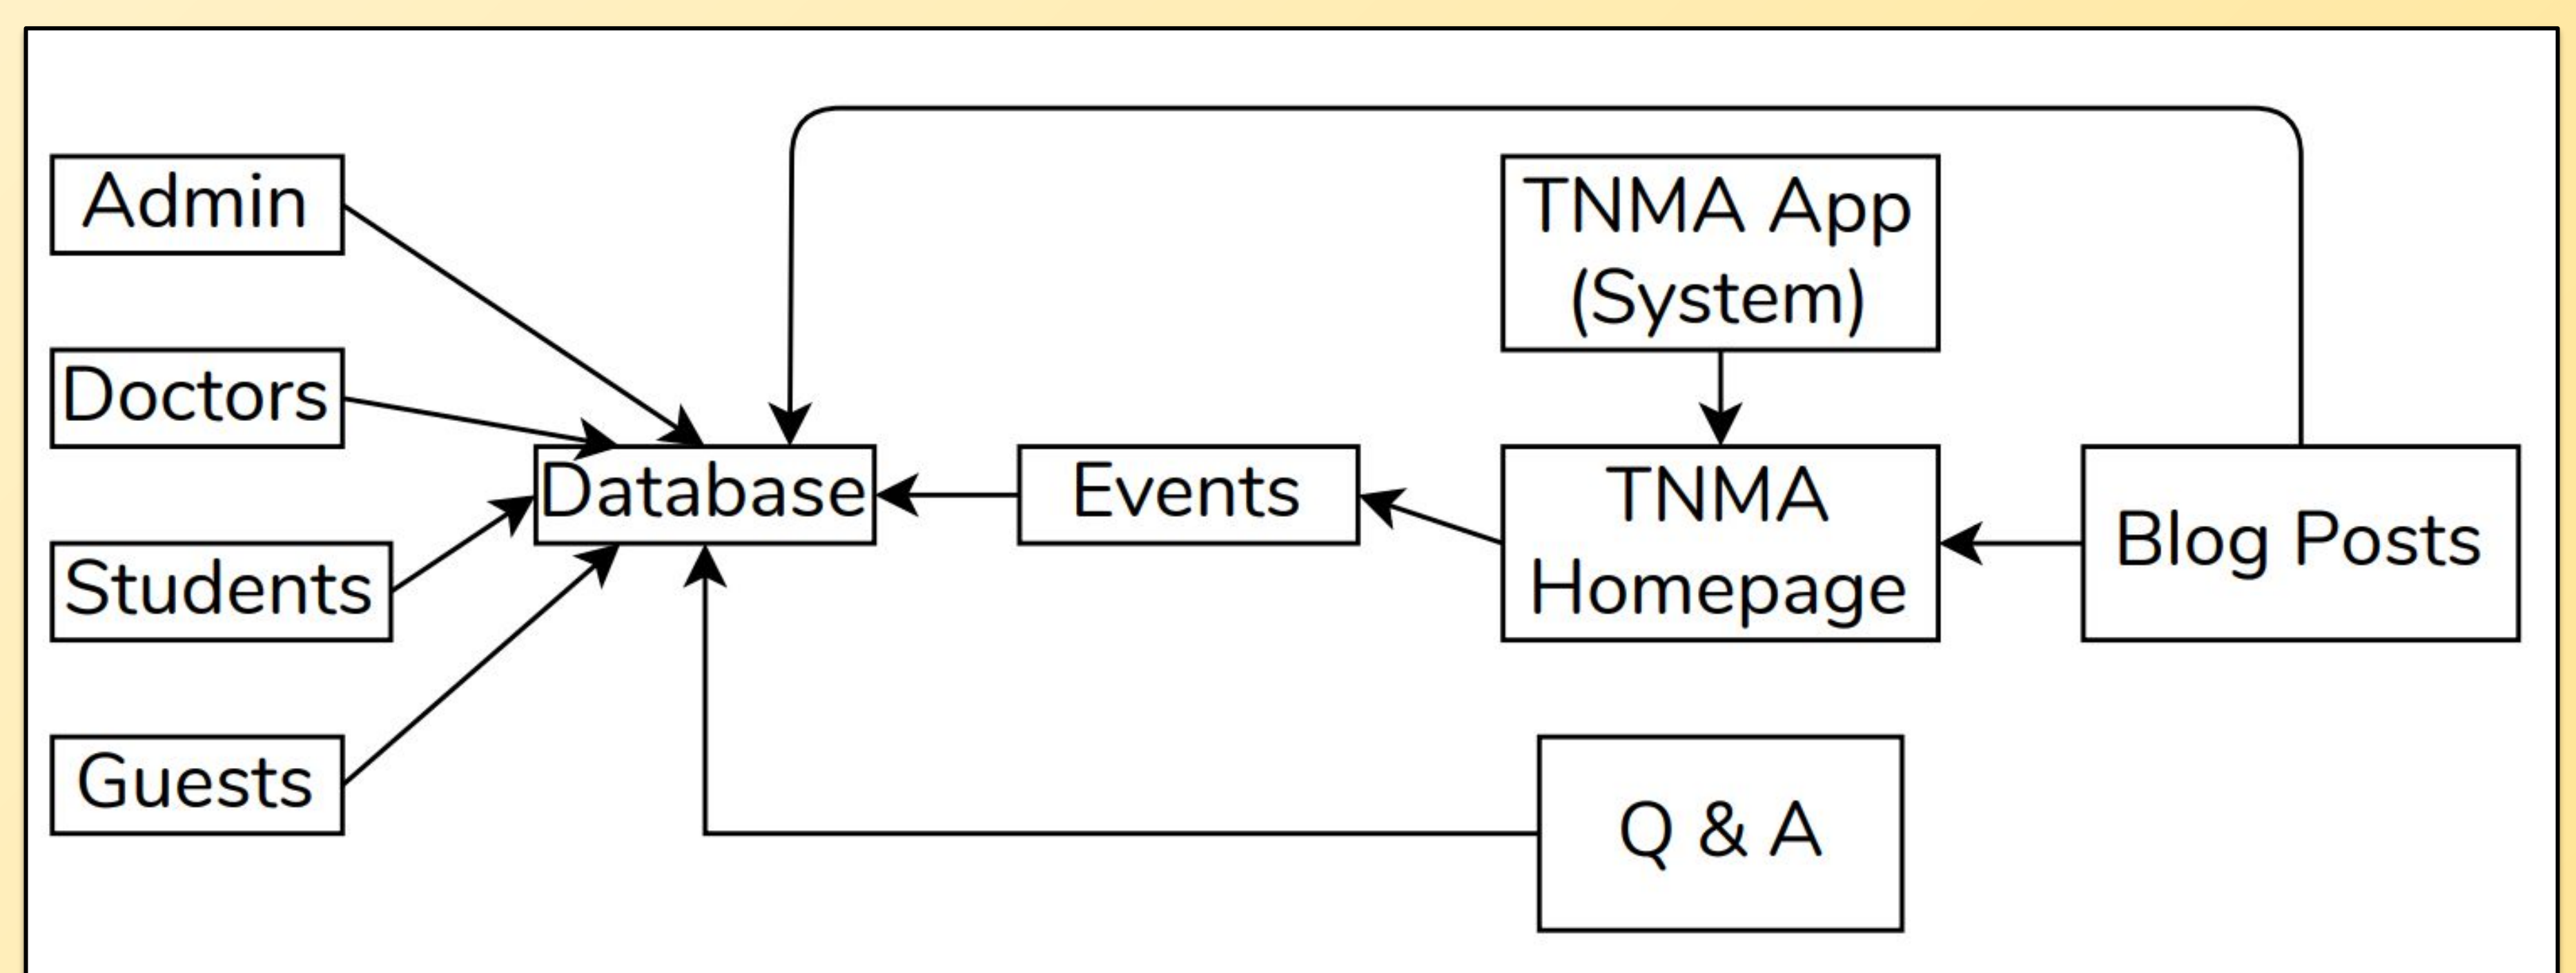 Admin
Doctors
Students
Guests
Database
Events
TNMA App
(System)
TNMA
Homepage
Q & A
Blog Posts